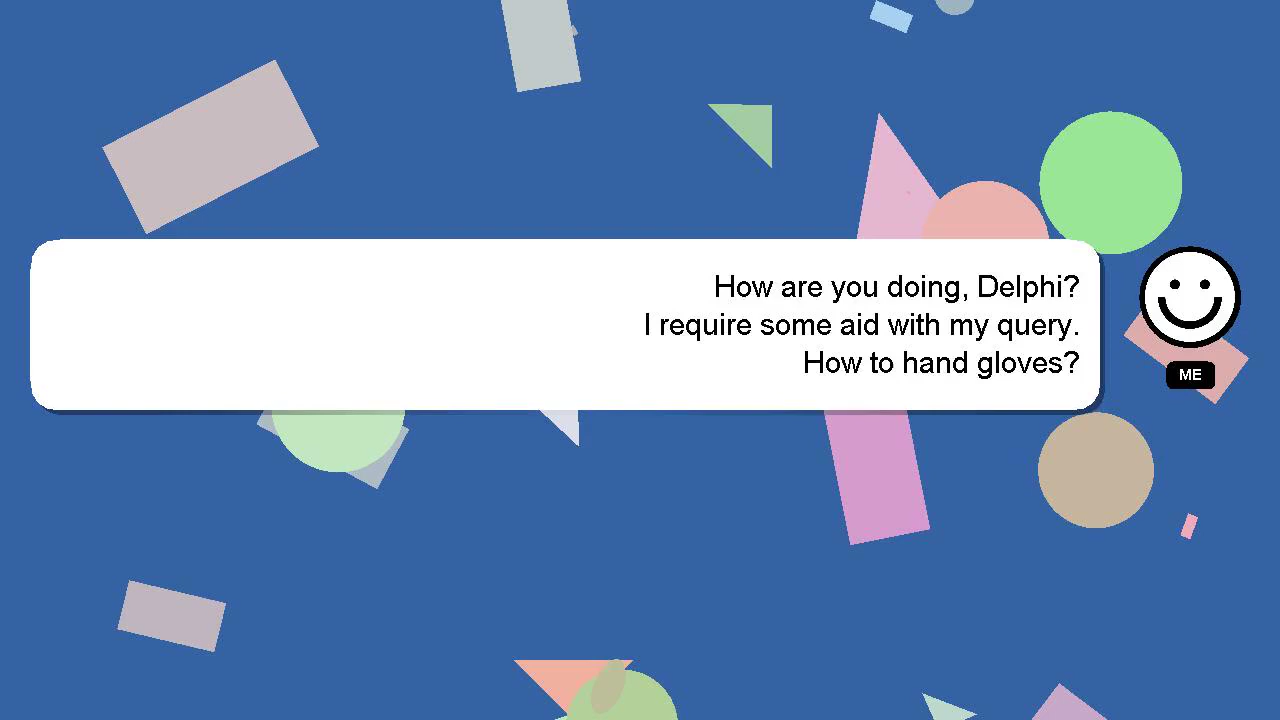 How are you doing, Delphi?
I require some aid with my query.
How to hand gloves?
ME